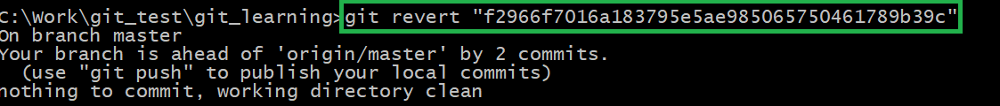 C:\Work\git_test\git_learning>git revert "f2966f7016a183795e5ae985065750461789b39c"
On branch master
Your branch is ahead of 'origin/master' by 2 commits.
  (use "git push" to publish your local commits)
nothing to commit, working directory clean